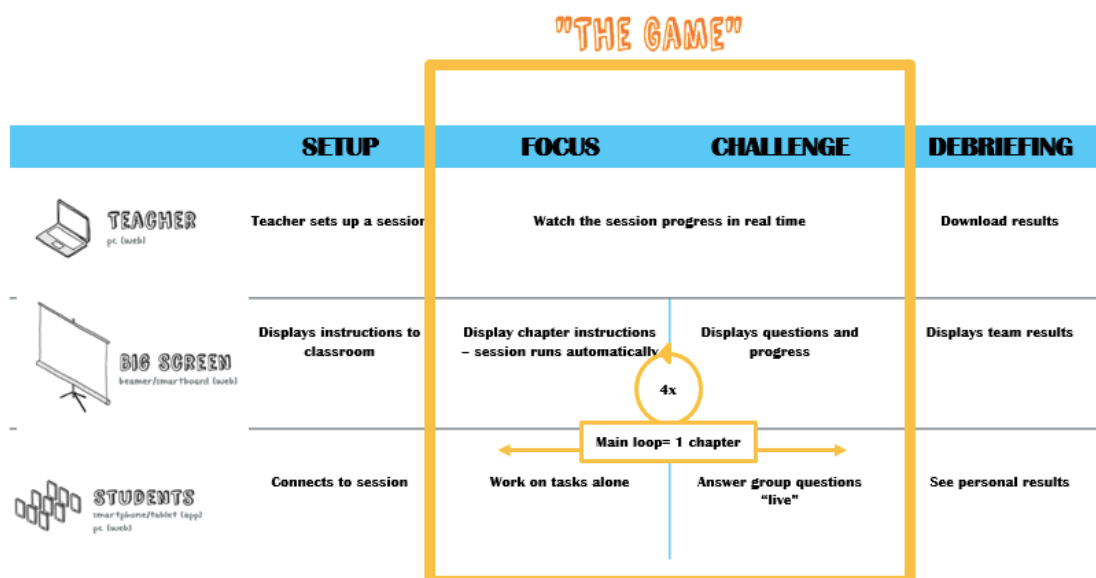 "THE GAME"
SETUP FOCUS CHALLENGE DEBRIEFING
TEACHER
pc (web)
Teacher sets up a session
Watch the session progress in real time
Download results
BIG SCREEN
beamer/smartboard (web)
Displays instructions to
classroom
Display chapter instructions
– session runs automatically
Displays questions and
progress
Displays team results
4x
Main loop= 1 chapter
STUDENTS
smartphone/tablet (app)
pc (web)
Connects to session
Work on tasks alone
Answer group questions
“live”
See personal results